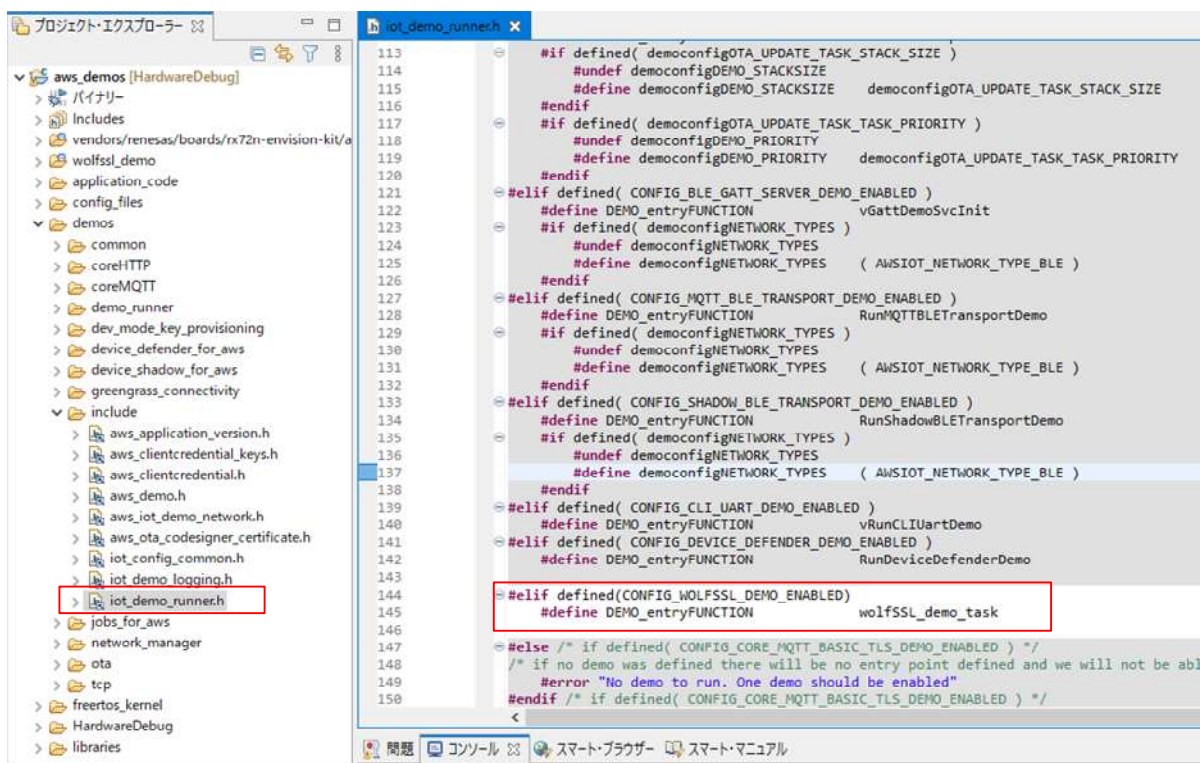 プロジェクト・エクスプローラー
aws_demos [HardwareDebug]
バイナリー
Includes
vendors/renesas/boards/rx72n-envision-kit/a
wolfssl_demo
application_code
config_files
demos
common
coreHTTP
coreMQTT
demo_runner
dev_mode_key_provisioning
device_defender_for_aws
device_shadow_for_aws
greengrass_connectivity
include
aws_application_version.h
aws_clientcredential_keys.h
aws_clientcredential.h
aws_demo.h
aws_iot_demo_network.h
aws_ota_codesigner_certificate.h
iot_config_common.h
iot_demo_logging.h
iot_demo_runner.h
jobs_for_aws
network_manager
ota
tcp
freertos_kernel
HardwareDebug
libraries
iot_demo_runner.h
113 #if defined( democonfigOTA_UPDATE_TASK_STACK_SIZE )
114 #undef democonfigDEMO_STACKSIZE
115 #define democonfigDEMO_STACKSIZE democonfigOTA_UPDATE_TASK_STACK_SIZE
116 #endif
117 #if defined( democonfigOTA_UPDATE_TASK_TASK_PRIORITY )
118 #undef democonfigDEMO_PRIORITY
119 #define democonfigDEMO_PRIORITY democonfigOTA_UPDATE_TASK_TASK_PRIORITY
120 #endif
121 #elif defined( CONFIG_BLE_GATT_SERVER_DEMO_ENABLED )
122 #define DEMO_entryFUNCTION vGattDemoSvcInit
123 #if defined( democonfigNETWORK_TYPES )
124 #undef democonfigNETWORK_TYPES
125 #define democonfigNETWORK_TYPES ( AWSIOT_NETWORK_TYPE_BLE )
126 #endif
127 #elif defined( CONFIG_MQTT_BLE_TRANSPORT_DEMO_ENABLED )
128 #define DEMO_entryFUNCTION RunMQTTBLETransportDemo
129 #if defined( democonfigNETWORK_TYPES )
130 #undef democonfigNETWORK_TYPES
131 #define democonfigNETWORK_TYPES ( AWSIOT_NETWORK_TYPE_BLE )
132 #endif
133 #elif defined( CONFIG_SHADOW_BLE_TRANSPORT_DEMO_ENABLED )
134 #define DEMO_entryFUNCTION RunShadowBLETransportDemo
135 #if defined( democonfigNETWORK_TYPES )
136 #undef democonfigNETWORK_TYPES
137 #define democonfigNETWORK_TYPES ( AWSIOT_NETWORK_TYPE_BLE )
138 #endif
139 #elif defined( CONFIG_CLI_UART_DEMO_ENABLED )
140 #define DEMO_entryFUNCTION vRunCLIUartDemo
141 #elif defined( CONFIG_DEVICE_DEFENDER_DEMO_ENABLED )
142 #define DEMO_entryFUNCTION RunDeviceDefenderDemo
143
144 #elif defined(CONFIG_WOLFSSL_DEMO_ENABLED)
145 #define DEMO_entryFUNCTION wolfSSL_demo_task
146
147 #else /* if defined( CONFIG_CORE_MQTT_BASIC_TLS_DEMO_ENABLED ) */
148 /* if no demo was defined there will be no entry point defined and we will not be abl
149 #error "No demo to run. One demo should be enabled"
150 #endif /* if defined( CONFIG_CORE_MQTT_BASIC_TLS_DEMO_ENABLED ) */
問題 コンソール スマート・ブラウザー スマート・マニュアル